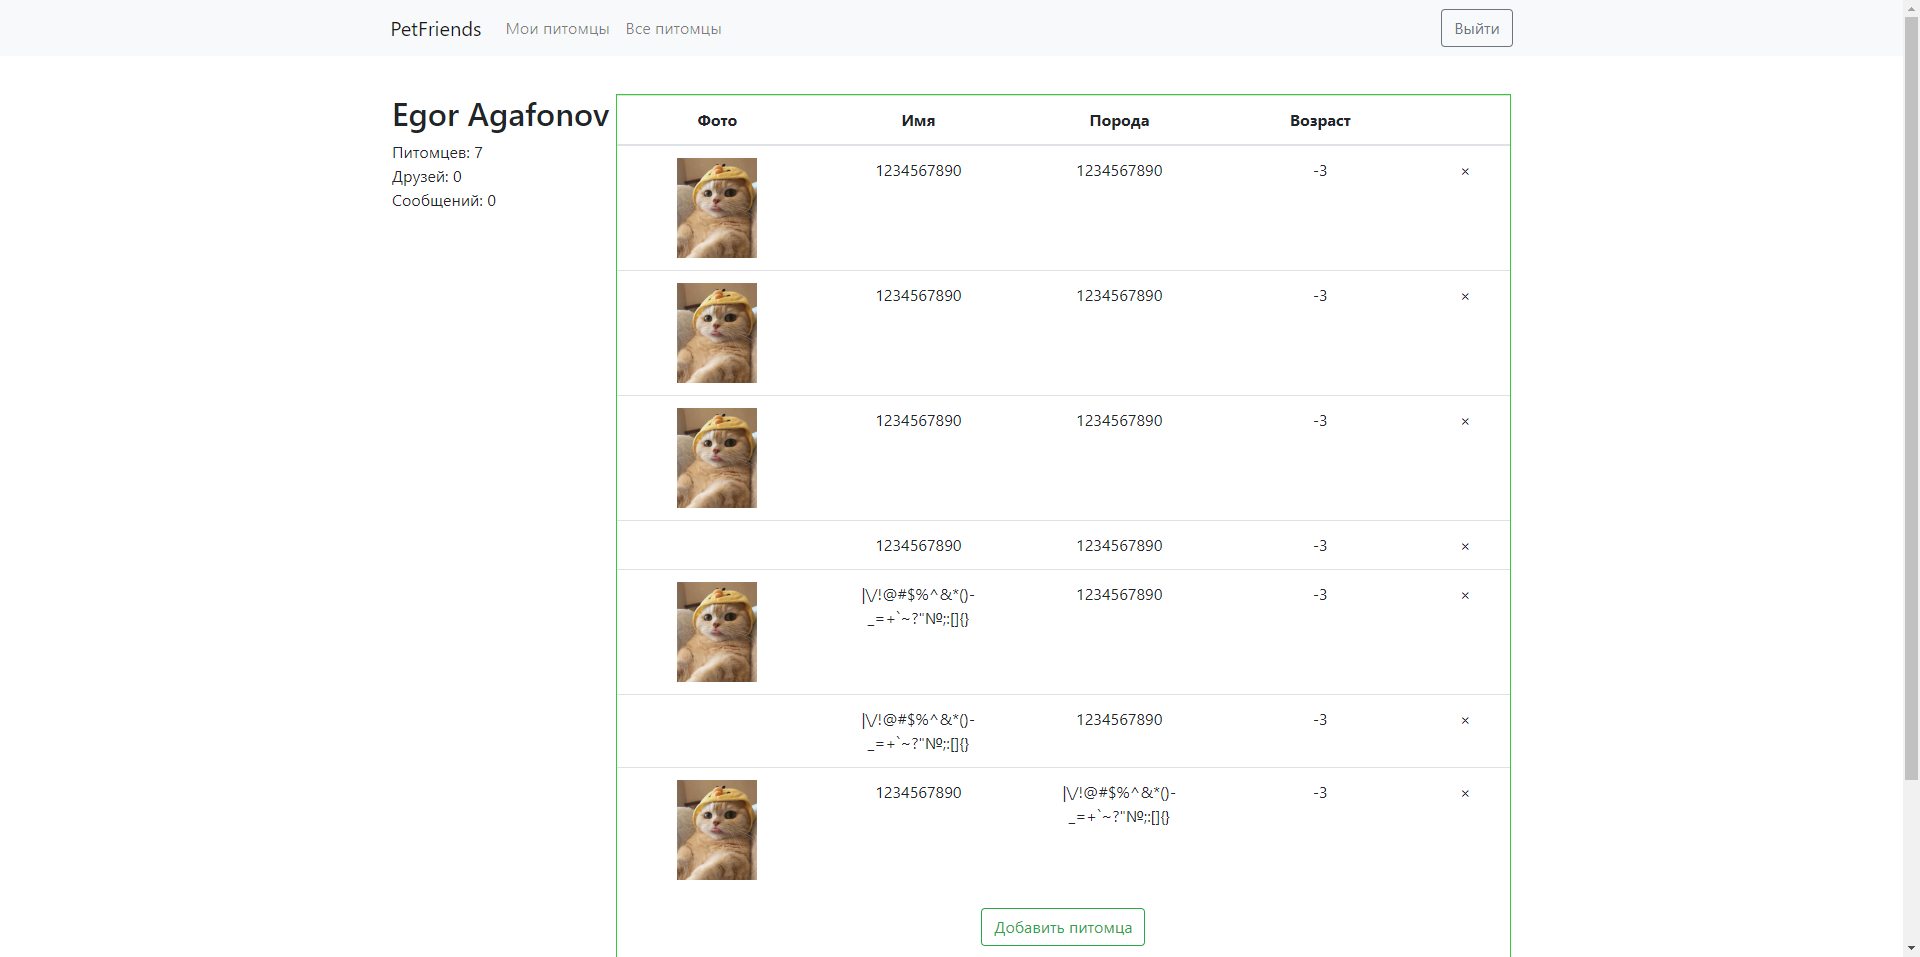 PetFriends Мои питомцы Все питомцы Выйти
Egor Agafonov
Питомцев: 7
Друзей: 0
Сообщений: 0
Фото Имя Порода Возраст
1234567890 1234567890 -3 ×
1234567890 1234567890 -3 ×
1234567890 1234567890 -3 ×
1234567890 1234567890 -3 ×
|\/!@#$%^&*()- 1234567890 -3 ×
_=+`~?"№;:[]{}
|\/!@#$%^&*()- 1234567890 -3 ×
_=+`~?"№;:[]{}
1234567890 |\/!@#$%^&*()- -3 ×
_=+`~?"№;:[]{}
Добавить питомца